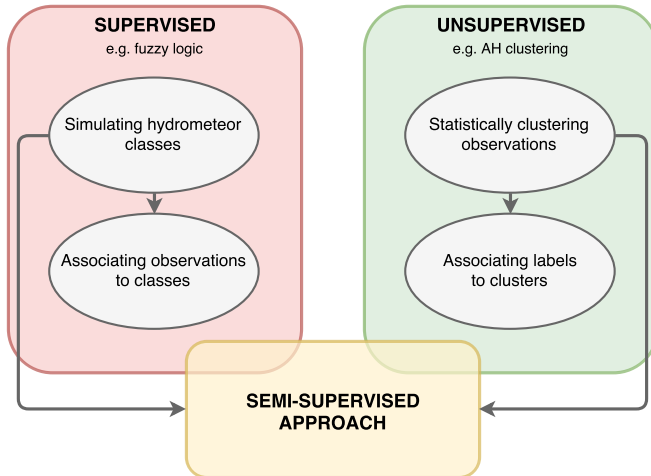 SUPERVISED
e.g. fuzzy logic
Simulating hydrometeor
classes
Associating observations
to classes
UNSUPERVISED
e.g. AH clustering
Statistically clustering
observations
Associating labels
to clusters
SEMI-SUPERVISED
APPROACH